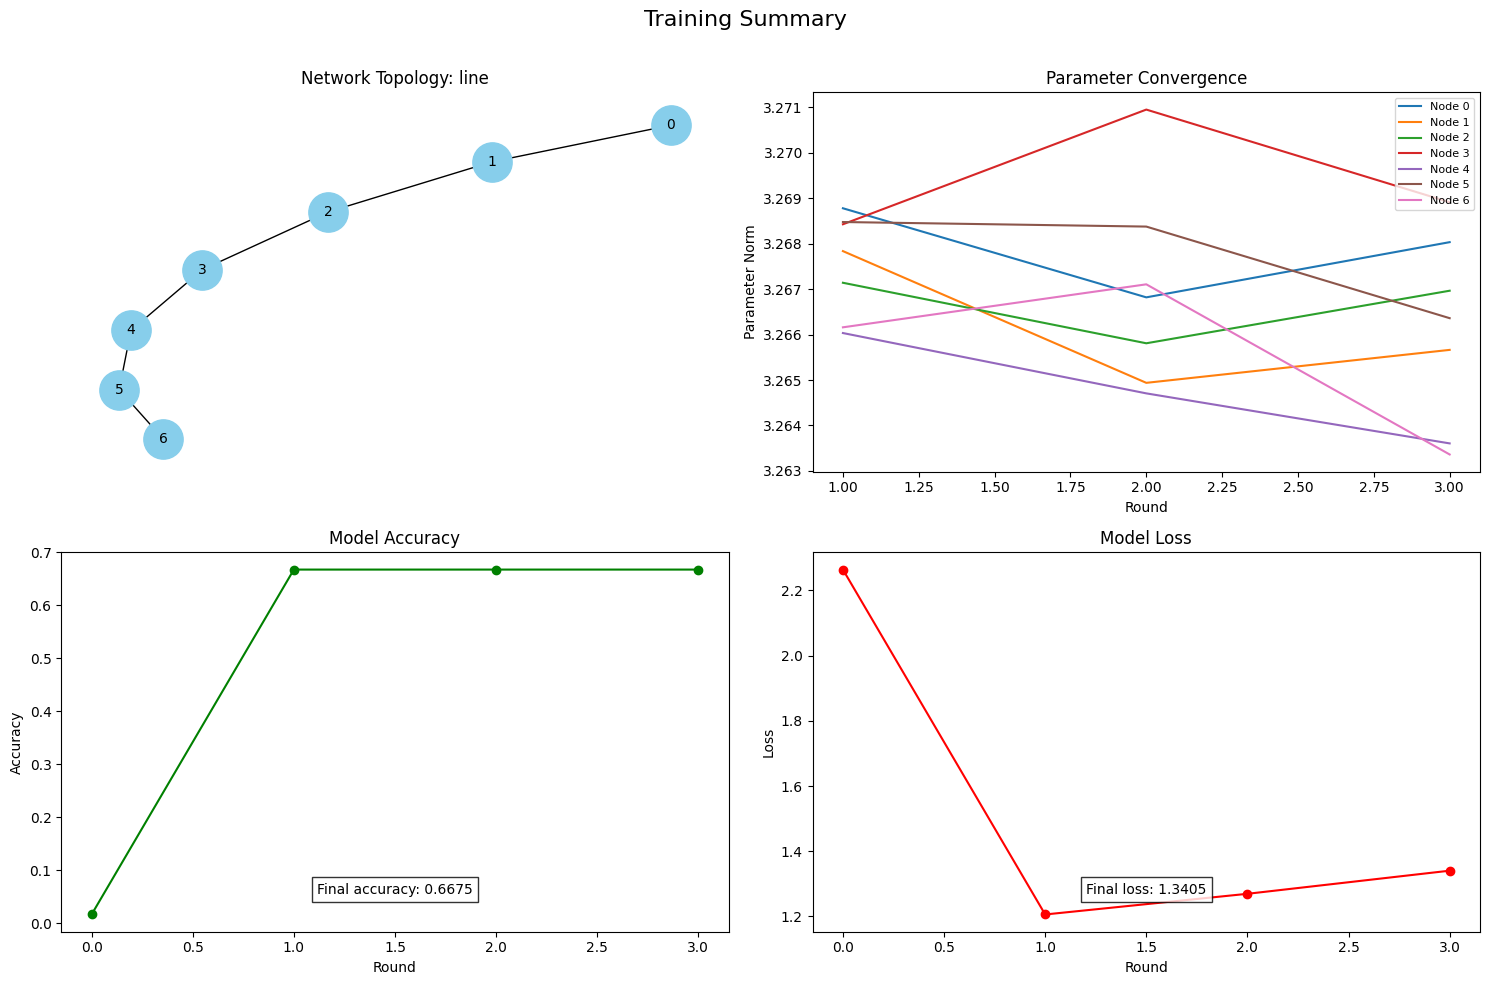 Training Summary
Network Topology: line
0
1
2
3
4
5
6
Parameter Convergence
3.271
3.270
3.269
3.268
3.267
3.266
3.265
3.264
3.263
Parameter Norm
Node 0
Node 1
Node 2
Node 3
Node 4
Node 5
Node 6
1.00 1.25 1.50 1.75 2.00 2.25 2.50 2.75 3.00
Round
Model Accuracy
0.7
0.6
0.5
0.4
0.3
0.2
0.1
0.0
Accuracy
Final accuracy: 0.6675
0.0 0.5 1.0 1.5 2.0 2.5 3.0
Round
Model Loss
2.2
2.0
1.8
1.6
1.4
1.2
Loss
Final loss: 1.3405
0.0 0.5 1.0 1.5 2.0 2.5 3.0
Round